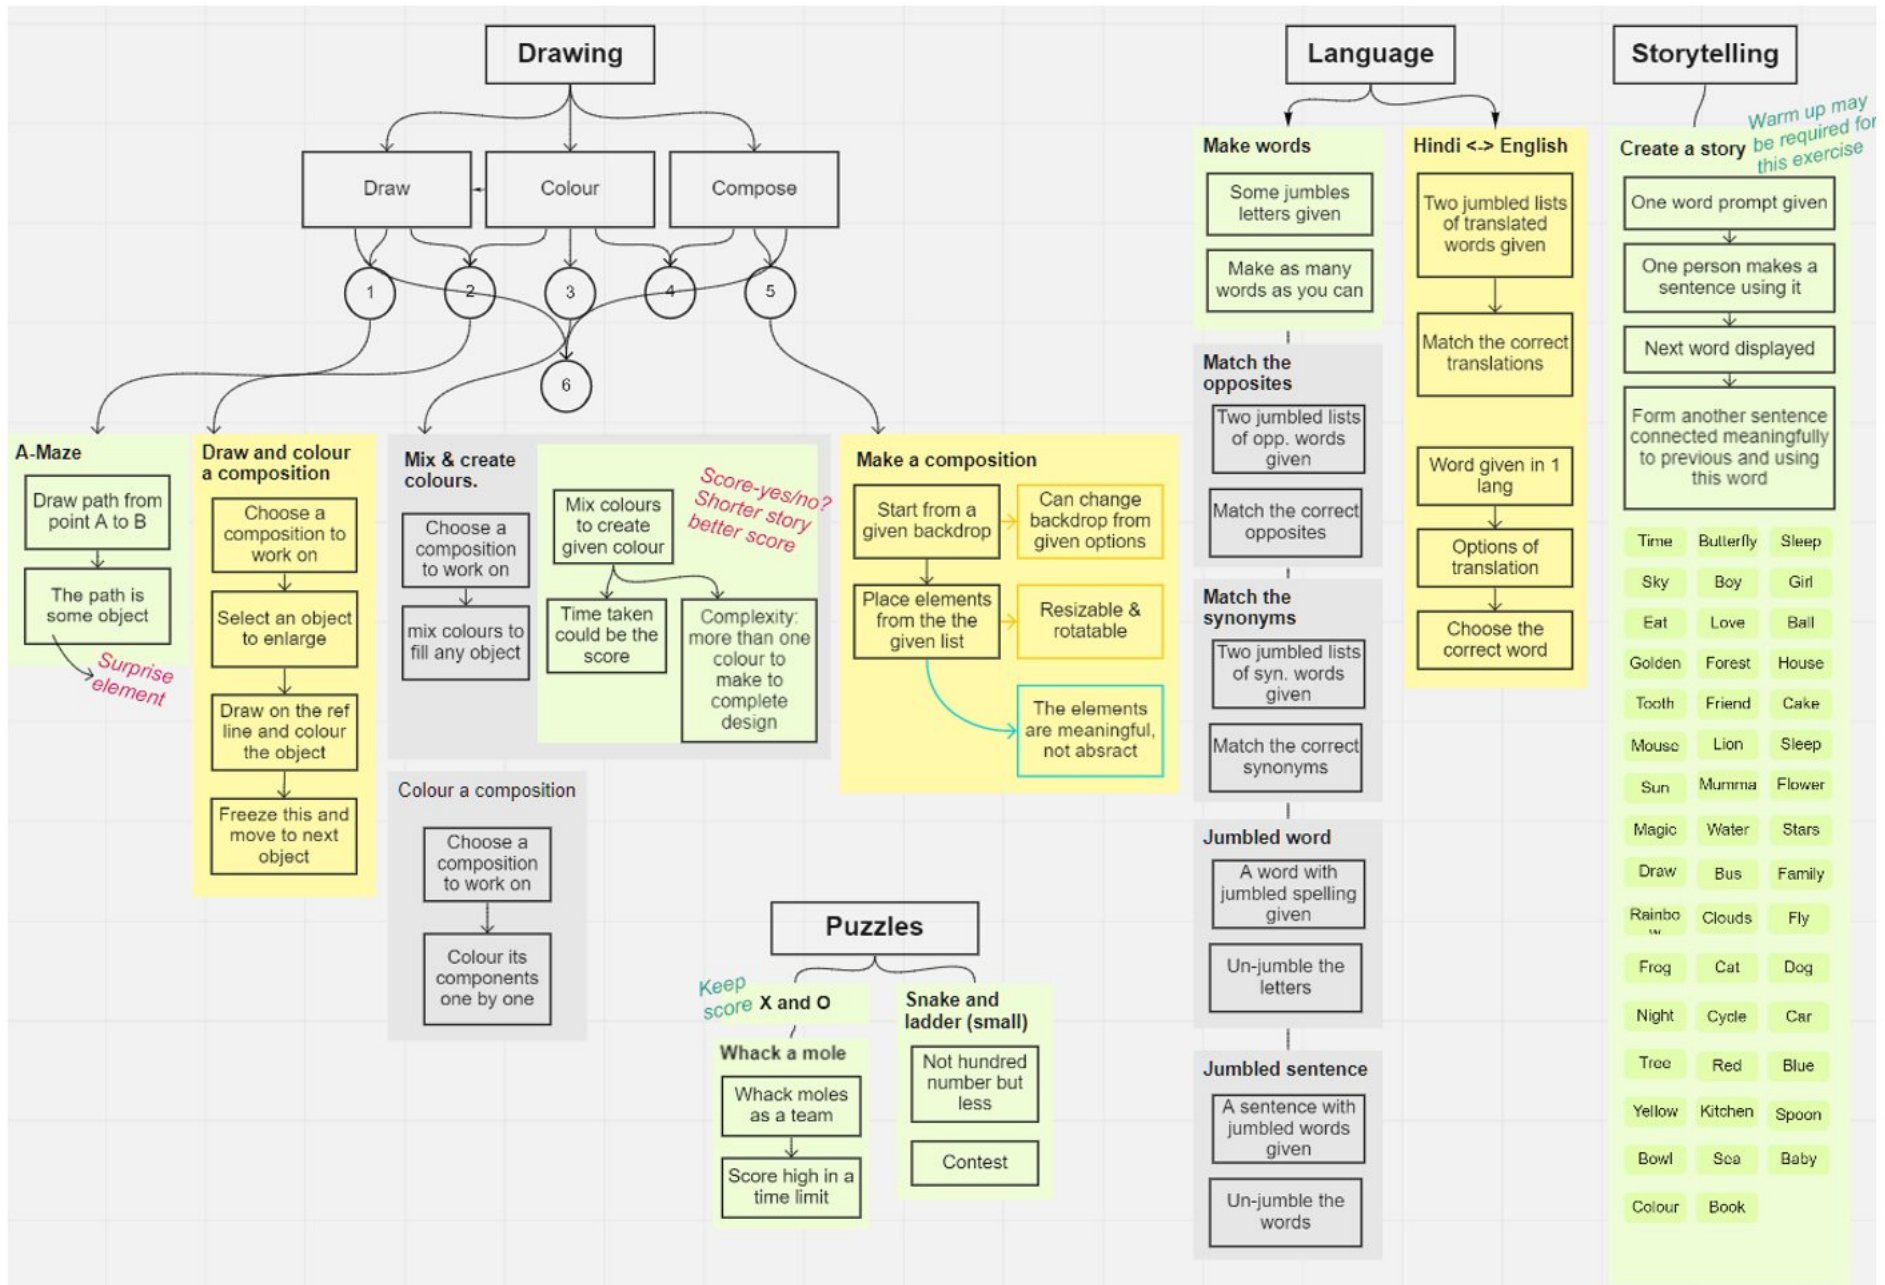 Drawing
Draw
Colour
Compose
1
2
3
4
5
6
A-Maze
Draw path from
point A to B
The path is
some object
Surprise
element
Draw and colour
a composition
Choose a
composition to
work on
Select an object
to enlarge
Draw on the ref
line and colour
the object
Freeze this and
move to next
object
Mix & create
colours.
Choose a
composition
to work on
mix colours to
fill any object
Mix colours
to create
given colour
Score-yes/no?
Shorter story
better score
Time taken
could be the
score
Complexity:
more than one
colour to
make to
complete
design
Colour a composition
Choose a
composition
to work on
Colour its
components
one by one
Make a composition
Start from a
given backdrop
Can change
backdrop from
given options
Place elements
from the the
given list
Resizable &
rotatable
The elements
are meaningful,
not absract
Puzzles
Keep
score
X and O
Whack a mole
Whack moles
as a team
Score high in a
time limit
Snake and
ladder (small)
Not hundred
number but
less
Contest
Language
Make words
Some jumbles
letters given
Make as many
words as you can
Match the
opposites
Two jumbled lists
of opp. words
given
Match the correct
opposites
Match the
synonyms
Two jumbled lists
of syn. words
given
Match the correct
synonyms
Jumbled word
A word with
jumbled spelling
given
Un-jumble the
letters
Jumbled sentence
A sentence with
jumbled words
given
Un-jumble the
words
Hindi <-> English
Two jumbled lists
of translated
words given
Match the correct
translations
Word given in 1
lang
Options of
translation
Choose the
correct word
Storytelling
Warm up may
be required for
this exercise
Create a story
One word prompt given
One person makes a
sentence using it
Next word displayed
Form another sentence
connected meaningfully
to previous and using
this word
Time Butterfly Sleep
Sky Boy Girl
Eat Love Ball
Golden Forest House
Tooth Friend Cake
Mouse Lion Sleep
Sun Mumma Flower
Magic Water Stars
Draw Bus Family
Rainbo Clouds Fly
w
Frog Cat Dog
Night Cycle Car
Tree Red Blue
Yellow Kitchen Spoon
Bowl Sea Baby
Colour Book